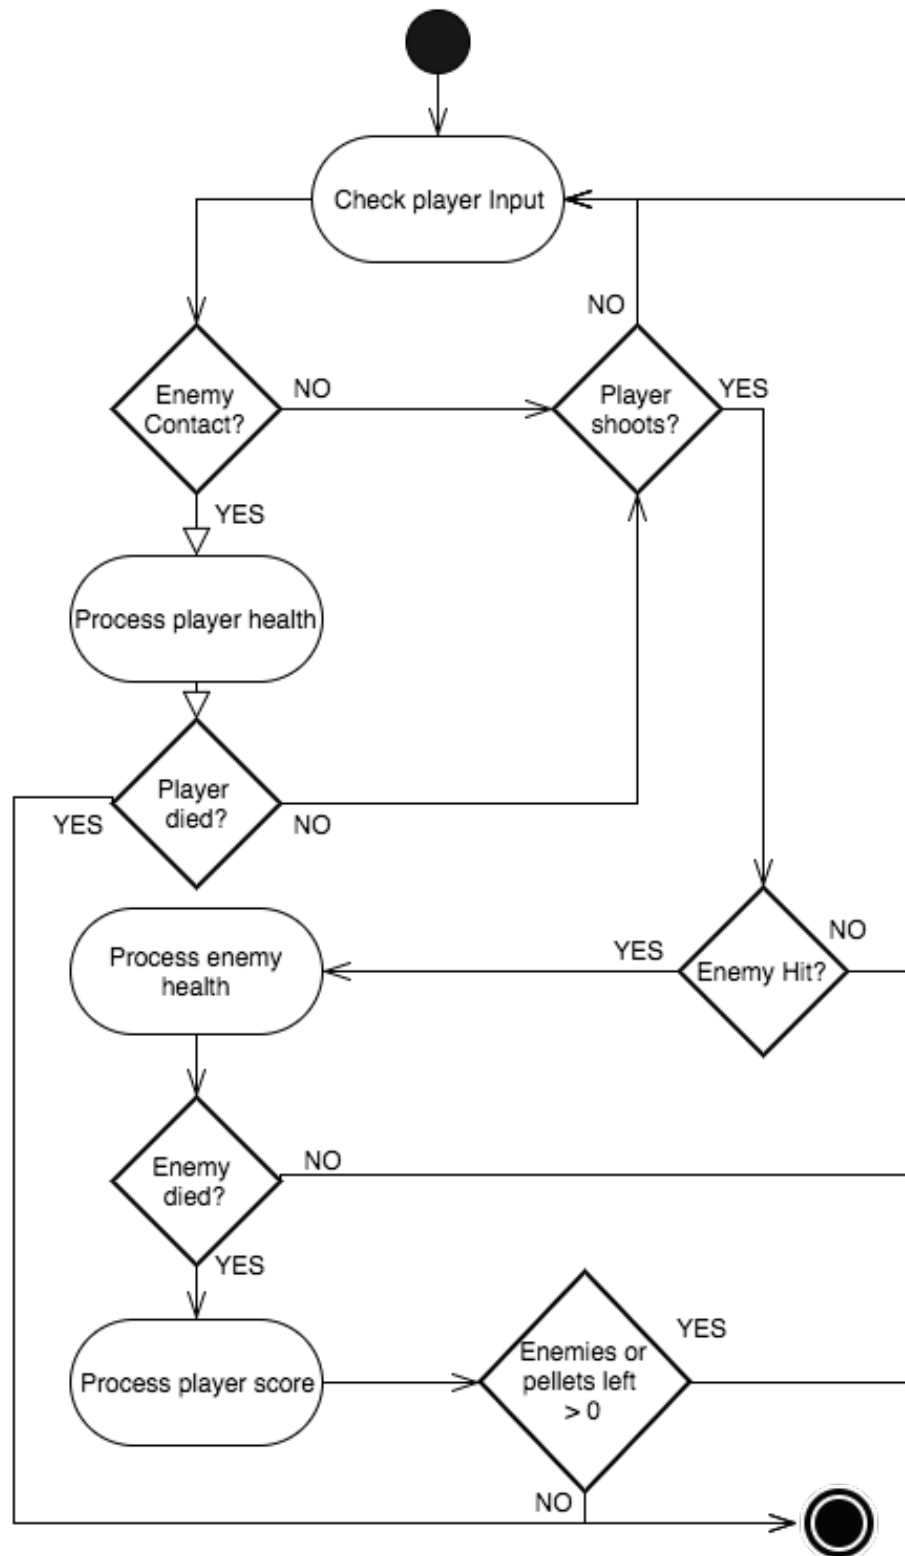 Check player Input
NO
Enemy
Contact?
NO
Player
shoots?
YES
YES
Process player health
Player
died?
YES
NO
Process enemy
health
YES
NO
Enemy Hit?
Enemy
died?
NO
YES
Process player score
Enemies or
pellets left
> 0
YES
NO